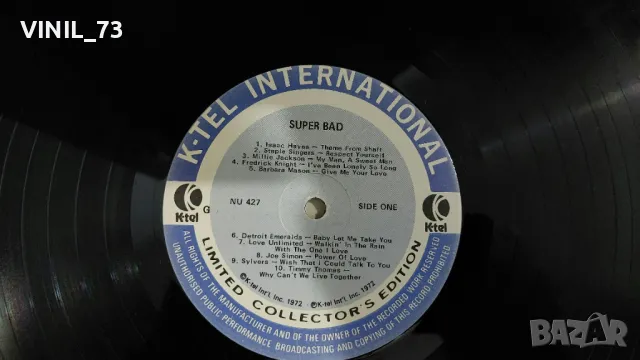 VINIL_73
K-TEL INTERNATIONAL
SUPER BAD
1. Isaac Hayes – Theme From Shaft
2. Staple Singers – Respect Yourself
3. Millie Jackson – My Man, A Sweet Man
4. Fredrick Knight – I've Been Lonely So Long
5. Barbara Mason – Give Me Your Love
K-tel
G
NU 427
SIDE ONE
K-tel
6. Detroit Emeralds – Baby Let Me Take You
7. Love Unlimited – Walkin' In The Rain
With The One I Love
8. Joe Simon – Power Of Love
9. Sylvers – Wish That I Could Talk To You
10. Timmy Thomas –
Why Can't We Live Together
©K-tel Int'l. Inc. 1972 ℗K-tel Int'l. Inc. 1972
LIMITED COLLECTOR'S EDITION
ALL RIGHTS OF THE MANUFACTURER AND OF THE OWNER OF THE RECORDED WORK RESERVED
UNAUTHORISED PUBLIC PERFORMANCE BROADCASTING AND COPYING OF THIS RECORD PROHIBITED
BAZAR
bg